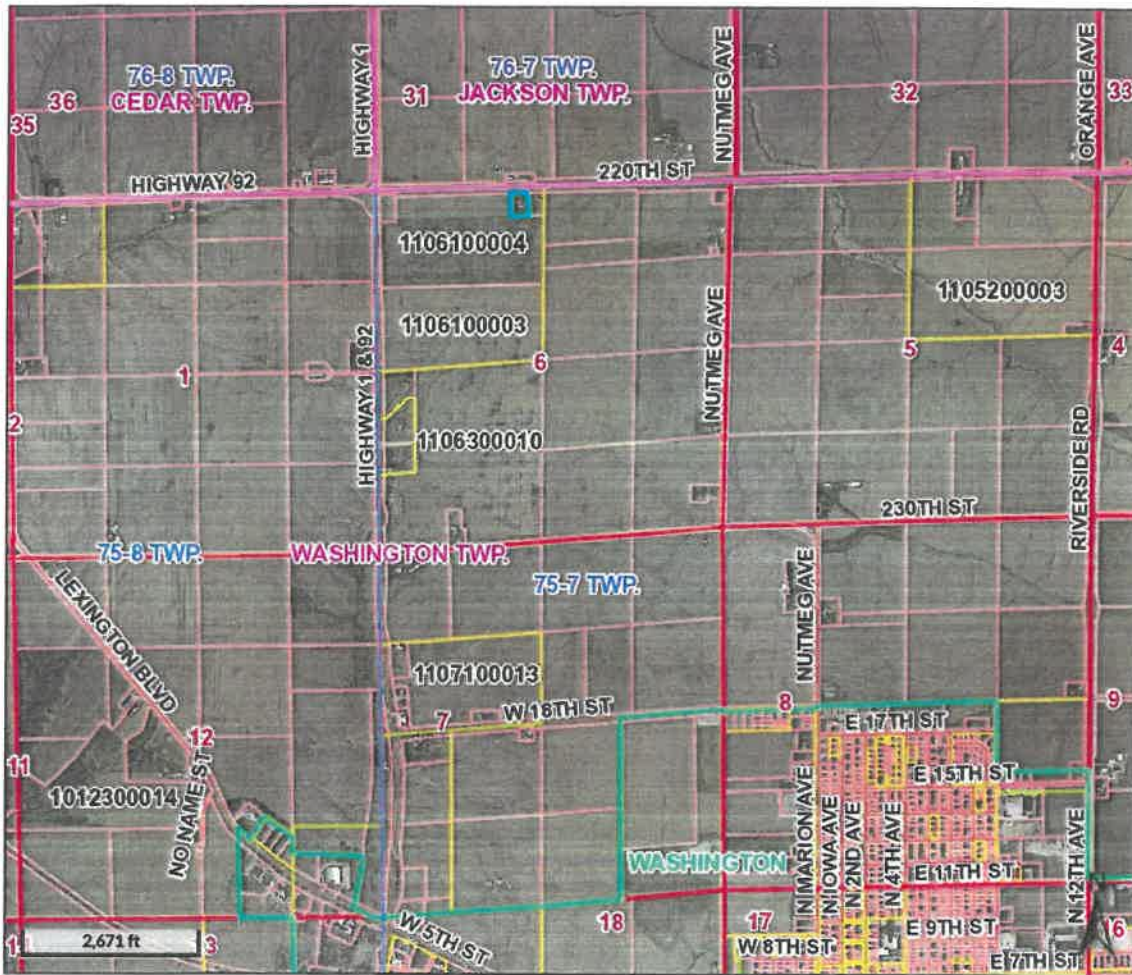 76-8 TWP.
CEDAR TWP.
36
35
HIGHWAY 1
76-7 TWP.
JACKSON TWP.
31
NUTMEG AVE
32
ORANGE AVE
33
HIGHWAY 92
220TH ST
1106100004
1105200003
1106100003
1
HIGHWAY 1 & 92
6
NUTMEG AVE
5
4
2
1106300010
RIVERSIDE RD
230TH ST
75-8 TWP.
WASHINGTON TWP.
75-7 TWP.
NUTMEG AVE
LEXINGTON BLVD
1107100013
W 18TH ST
7
8
9
E 17TH ST
12
11
E 15TH ST
1012300014
NO NAME ST
WASHINGTON
N MARION AVE
N IOWA AVE
N 2ND AVE
N 4TH AVE
E 11TH ST
N 12TH AVE
18
17
16
W 5TH ST
W 8TH ST
E 9TH ST
E 7TH ST
2,671 ft
3